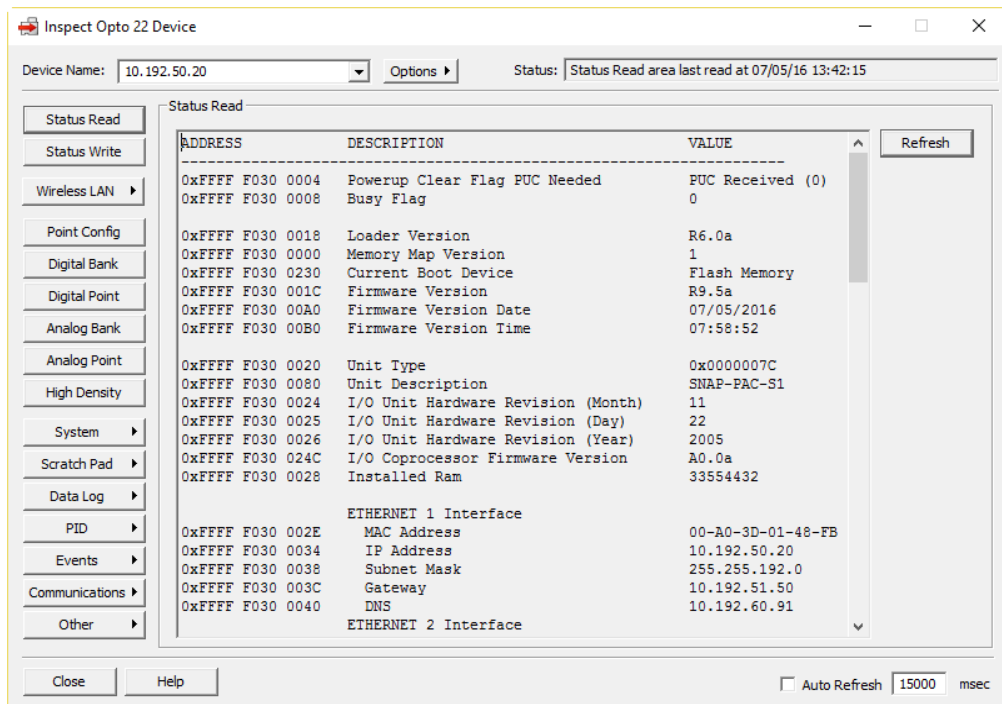 Inspect Opto 22 Device
Device Name: 10.192.50.20 Options Status: Status Read area last read at 07/05/16 13:42:15
Status Read
Status Write
Wireless LAN
Point Config
Digital Bank
Digital Point
Analog Bank
Analog Point
High Density
System
Scratch Pad
Data Log
PID
Events
Communications
Other
Status Read
ADDRESS DESCRIPTION VALUE
--------------------------------------------------------------------------
0xFFFF F030 0004 Powerup Clear Flag PUC Needed PUC Received (0)
0xFFFF F030 0008 Busy Flag 0
0xFFFF F030 0018 Loader Version R6.0a
0xFFFF F030 0000 Memory Map Version 1
0xFFFF F030 0230 Current Boot Device Flash Memory
0xFFFF F030 001C Firmware Version R9.5a
0xFFFF F030 00A0 Firmware Version Date 07/05/2016
0xFFFF F030 00B0 Firmware Version Time 07:58:52
0xFFFF F030 0020 Unit Type 0x0000007C
0xFFFF F030 0080 Unit Description SNAP-PAC-S1
0xFFFF F030 0024 I/O Unit Hardware Revision (Month) 11
0xFFFF F030 0025 I/O Unit Hardware Revision (Day) 22
0xFFFF F030 0026 I/O Unit Hardware Revision (Year) 2005
0xFFFF F030 024C I/O Coprocessor Firmware Version A0.0a
0xFFFF F030 0028 Installed Ram 33554432
ETHERNET 1 Interface
0xFFFF F030 002E MAC Address 00-A0-3D-01-48-FB
0xFFFF F030 0034 IP Address 10.192.50.20
0xFFFF F030 0038 Subnet Mask 255.255.192.0
0xFFFF F030 003C Gateway 10.192.51.50
0xFFFF F030 0040 DNS 10.192.60.91
ETHERNET 2 Interface
Refresh
Close Help Auto Refresh 15000 msec